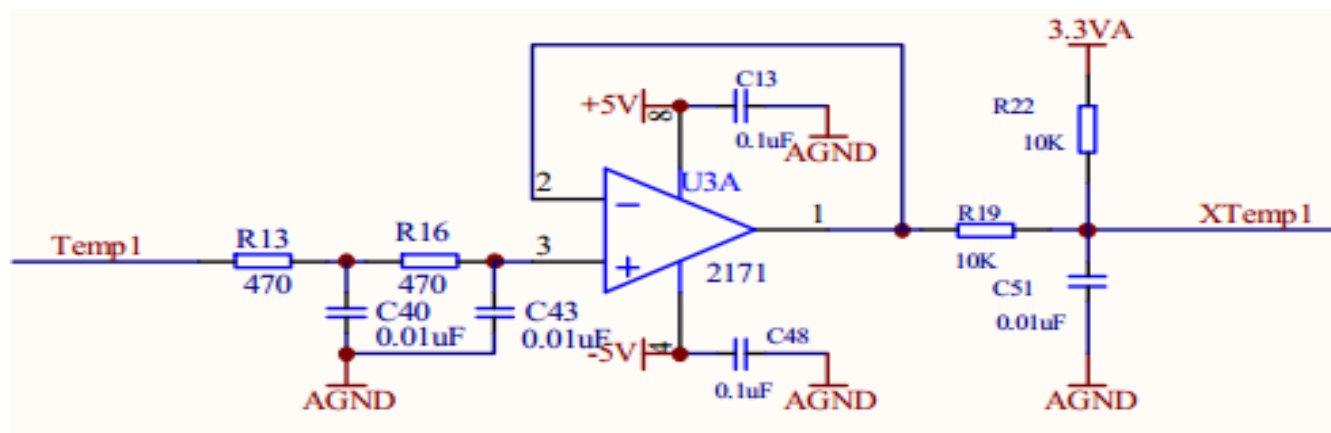 3.3VA
C13
+5V
8
R22
0.1uF
AGND
10K
2
U3A
1
XTemp1
Temp1
R13
R16
3
R19
470
470
2171
10K
C40
C43
C51
0.01uF
0.01uF
0.01uF
-5V
4
C48
AGND
0.1uF
AGND
AGND